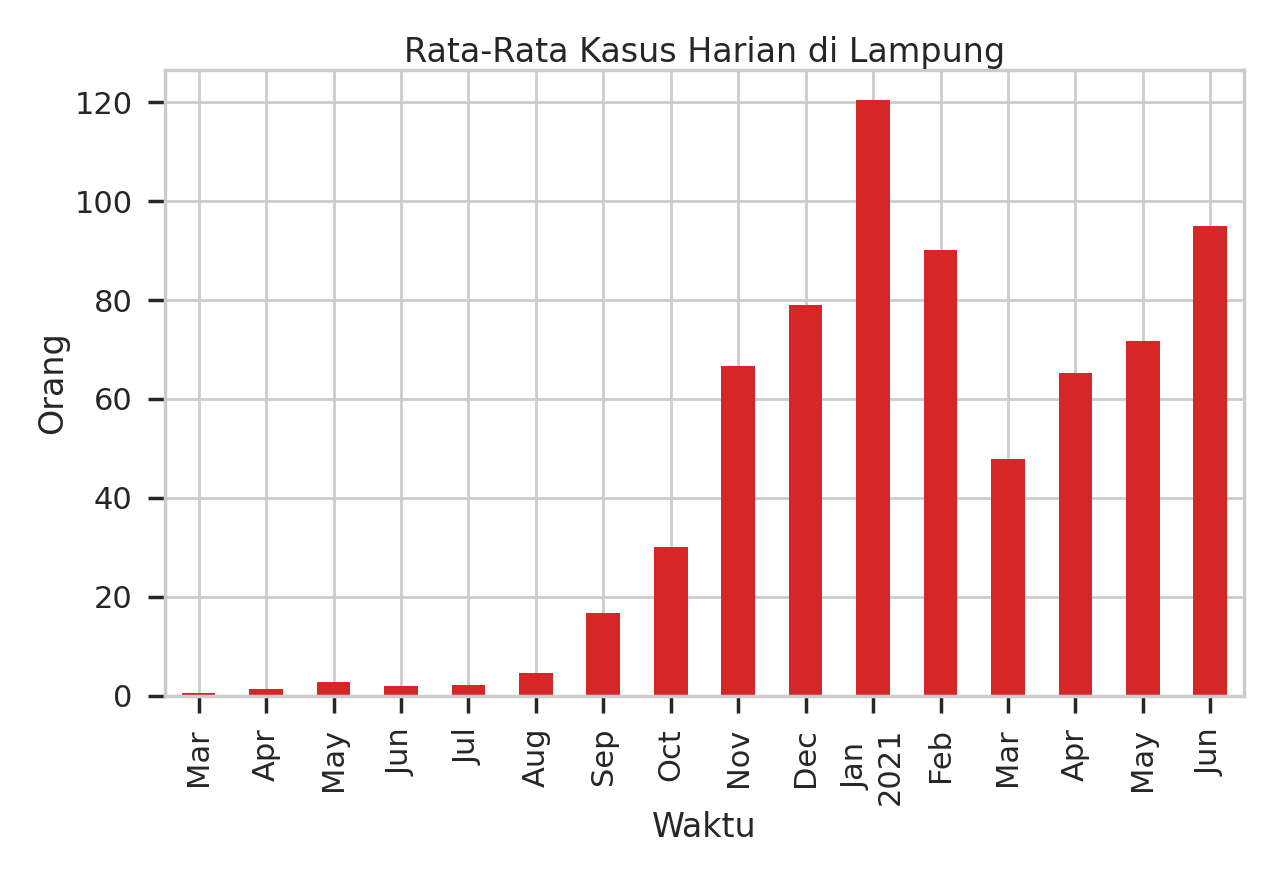 Rata-Rata Kasus Harian di Lampung
120
100
80
60
40
20
0
Orang
Mar
Apr
May
Jun
Jul
Aug
Sep
Oct
Nov
Dec
Jan
2021
Feb
Mar
Apr
May
Jun
Waktu